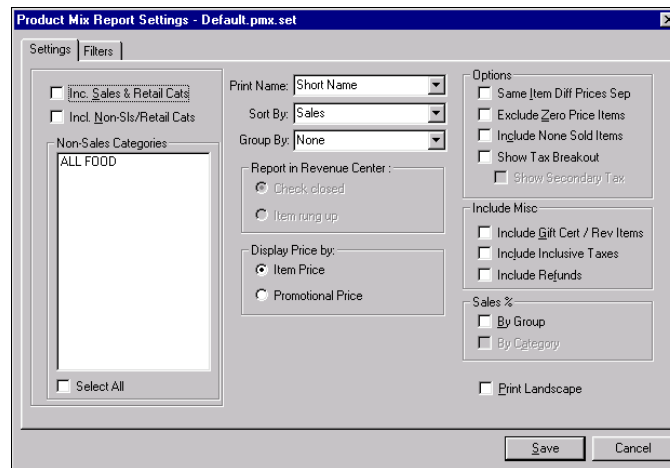 Product Mix Report Settings - Default.pmx.set
Settings
Filters
Inc. Sales & Retail Cats
Incl. Non-Sls/Retail Cats
Non-Sales Categories
ALL FOOD
Select All
Print Name: Short Name
Sort By: Sales
Group By: None
Report in Revenue Center :
Check closed
Item rung up
Display Price by:
Item Price
Promotional Price
Options
Same Item Diff Prices Sep
Exclude Zero Price Items
Include None Sold Items
Show Tax Breakout
Show Secondary Tax
Include Misc
Include Gift Cert / Rev Items
Include Inclusive Taxes
Include Refunds
Sales %
By Group
By Category
Print Landscape
Save
Cancel